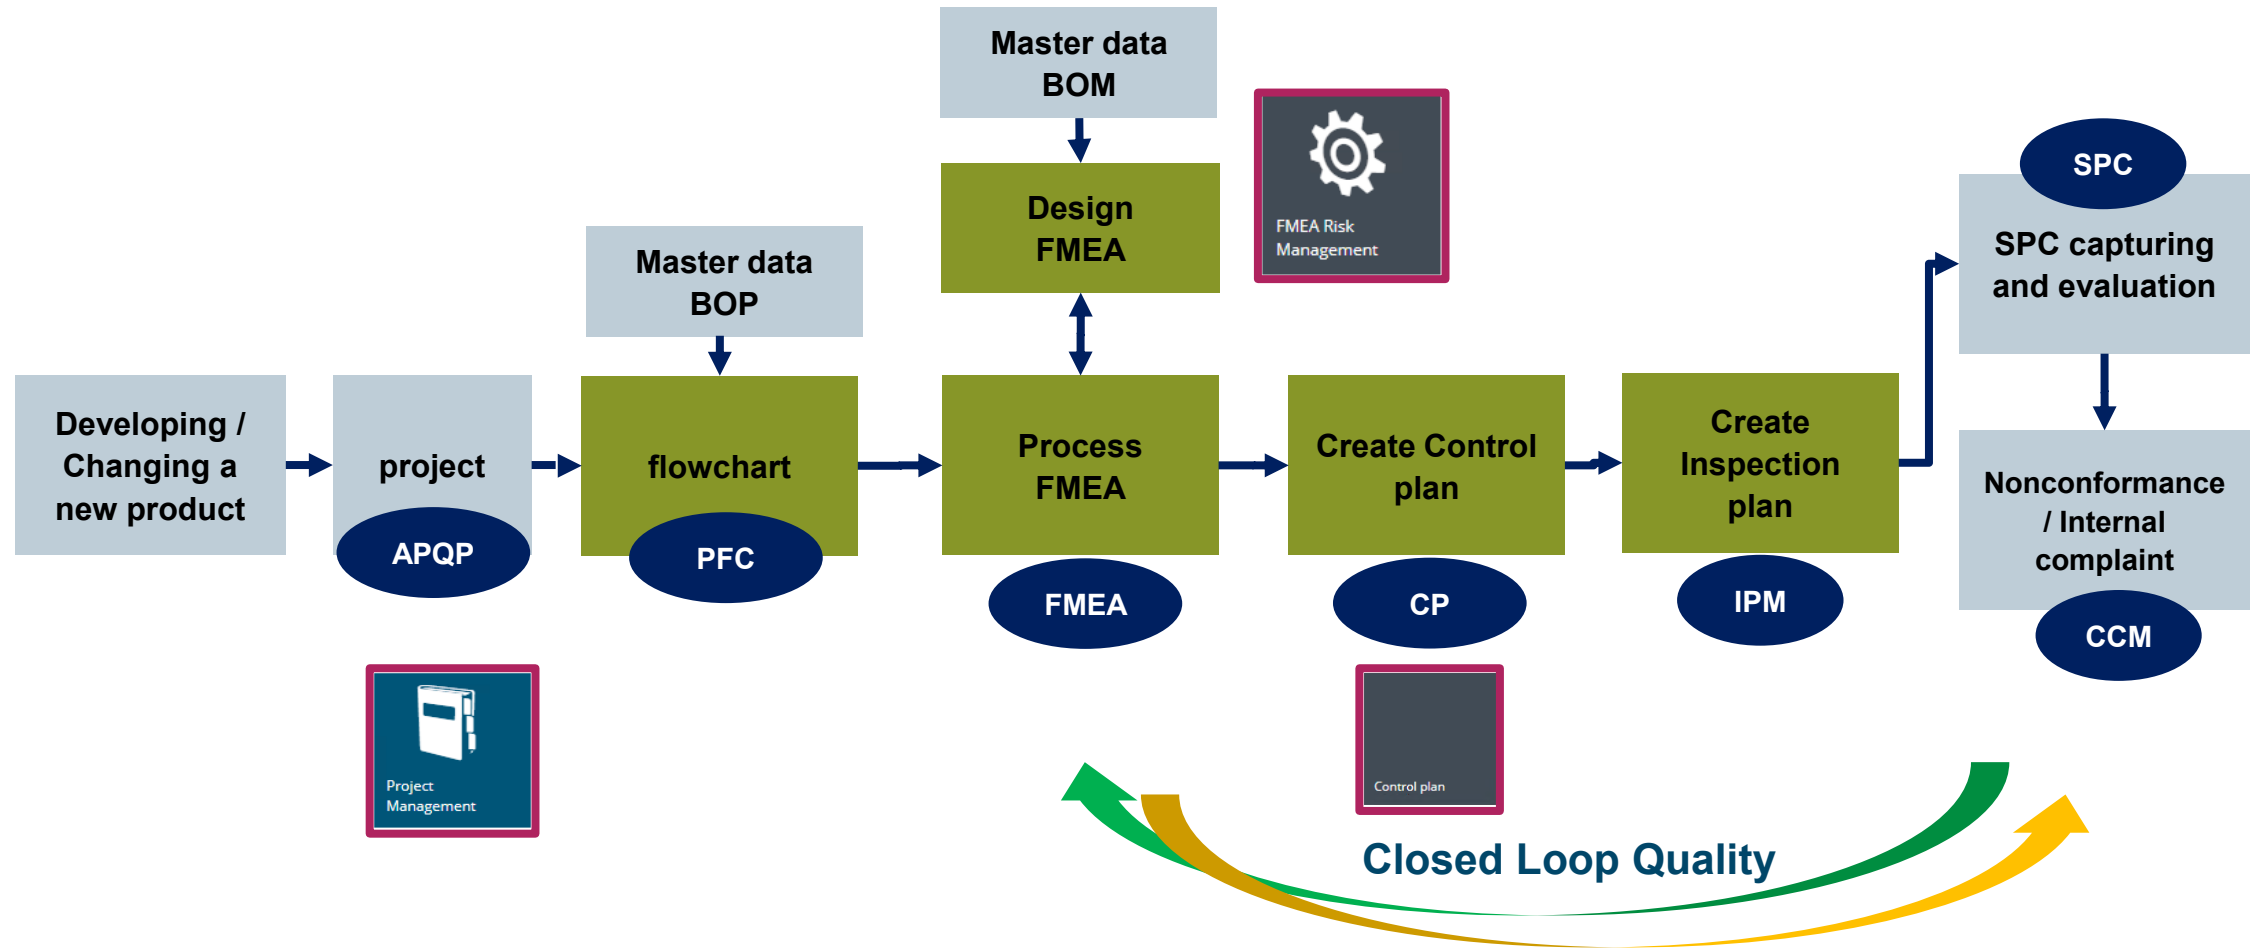 Master data
BOM
Design
FMEA
FMEA Risk
Management
SPC
SPC capturing
and evaluation
Master data
BOP
Developing /
Changing a
new product
project
APQP
flowchart
PFC
Process
FMEA
FMEA
Create Control
plan
CP
Create
Inspection
plan
IPM
Nonconformance
/ Internal
complaint
CCM
Project
Management
Control plan
Closed Loop Quality